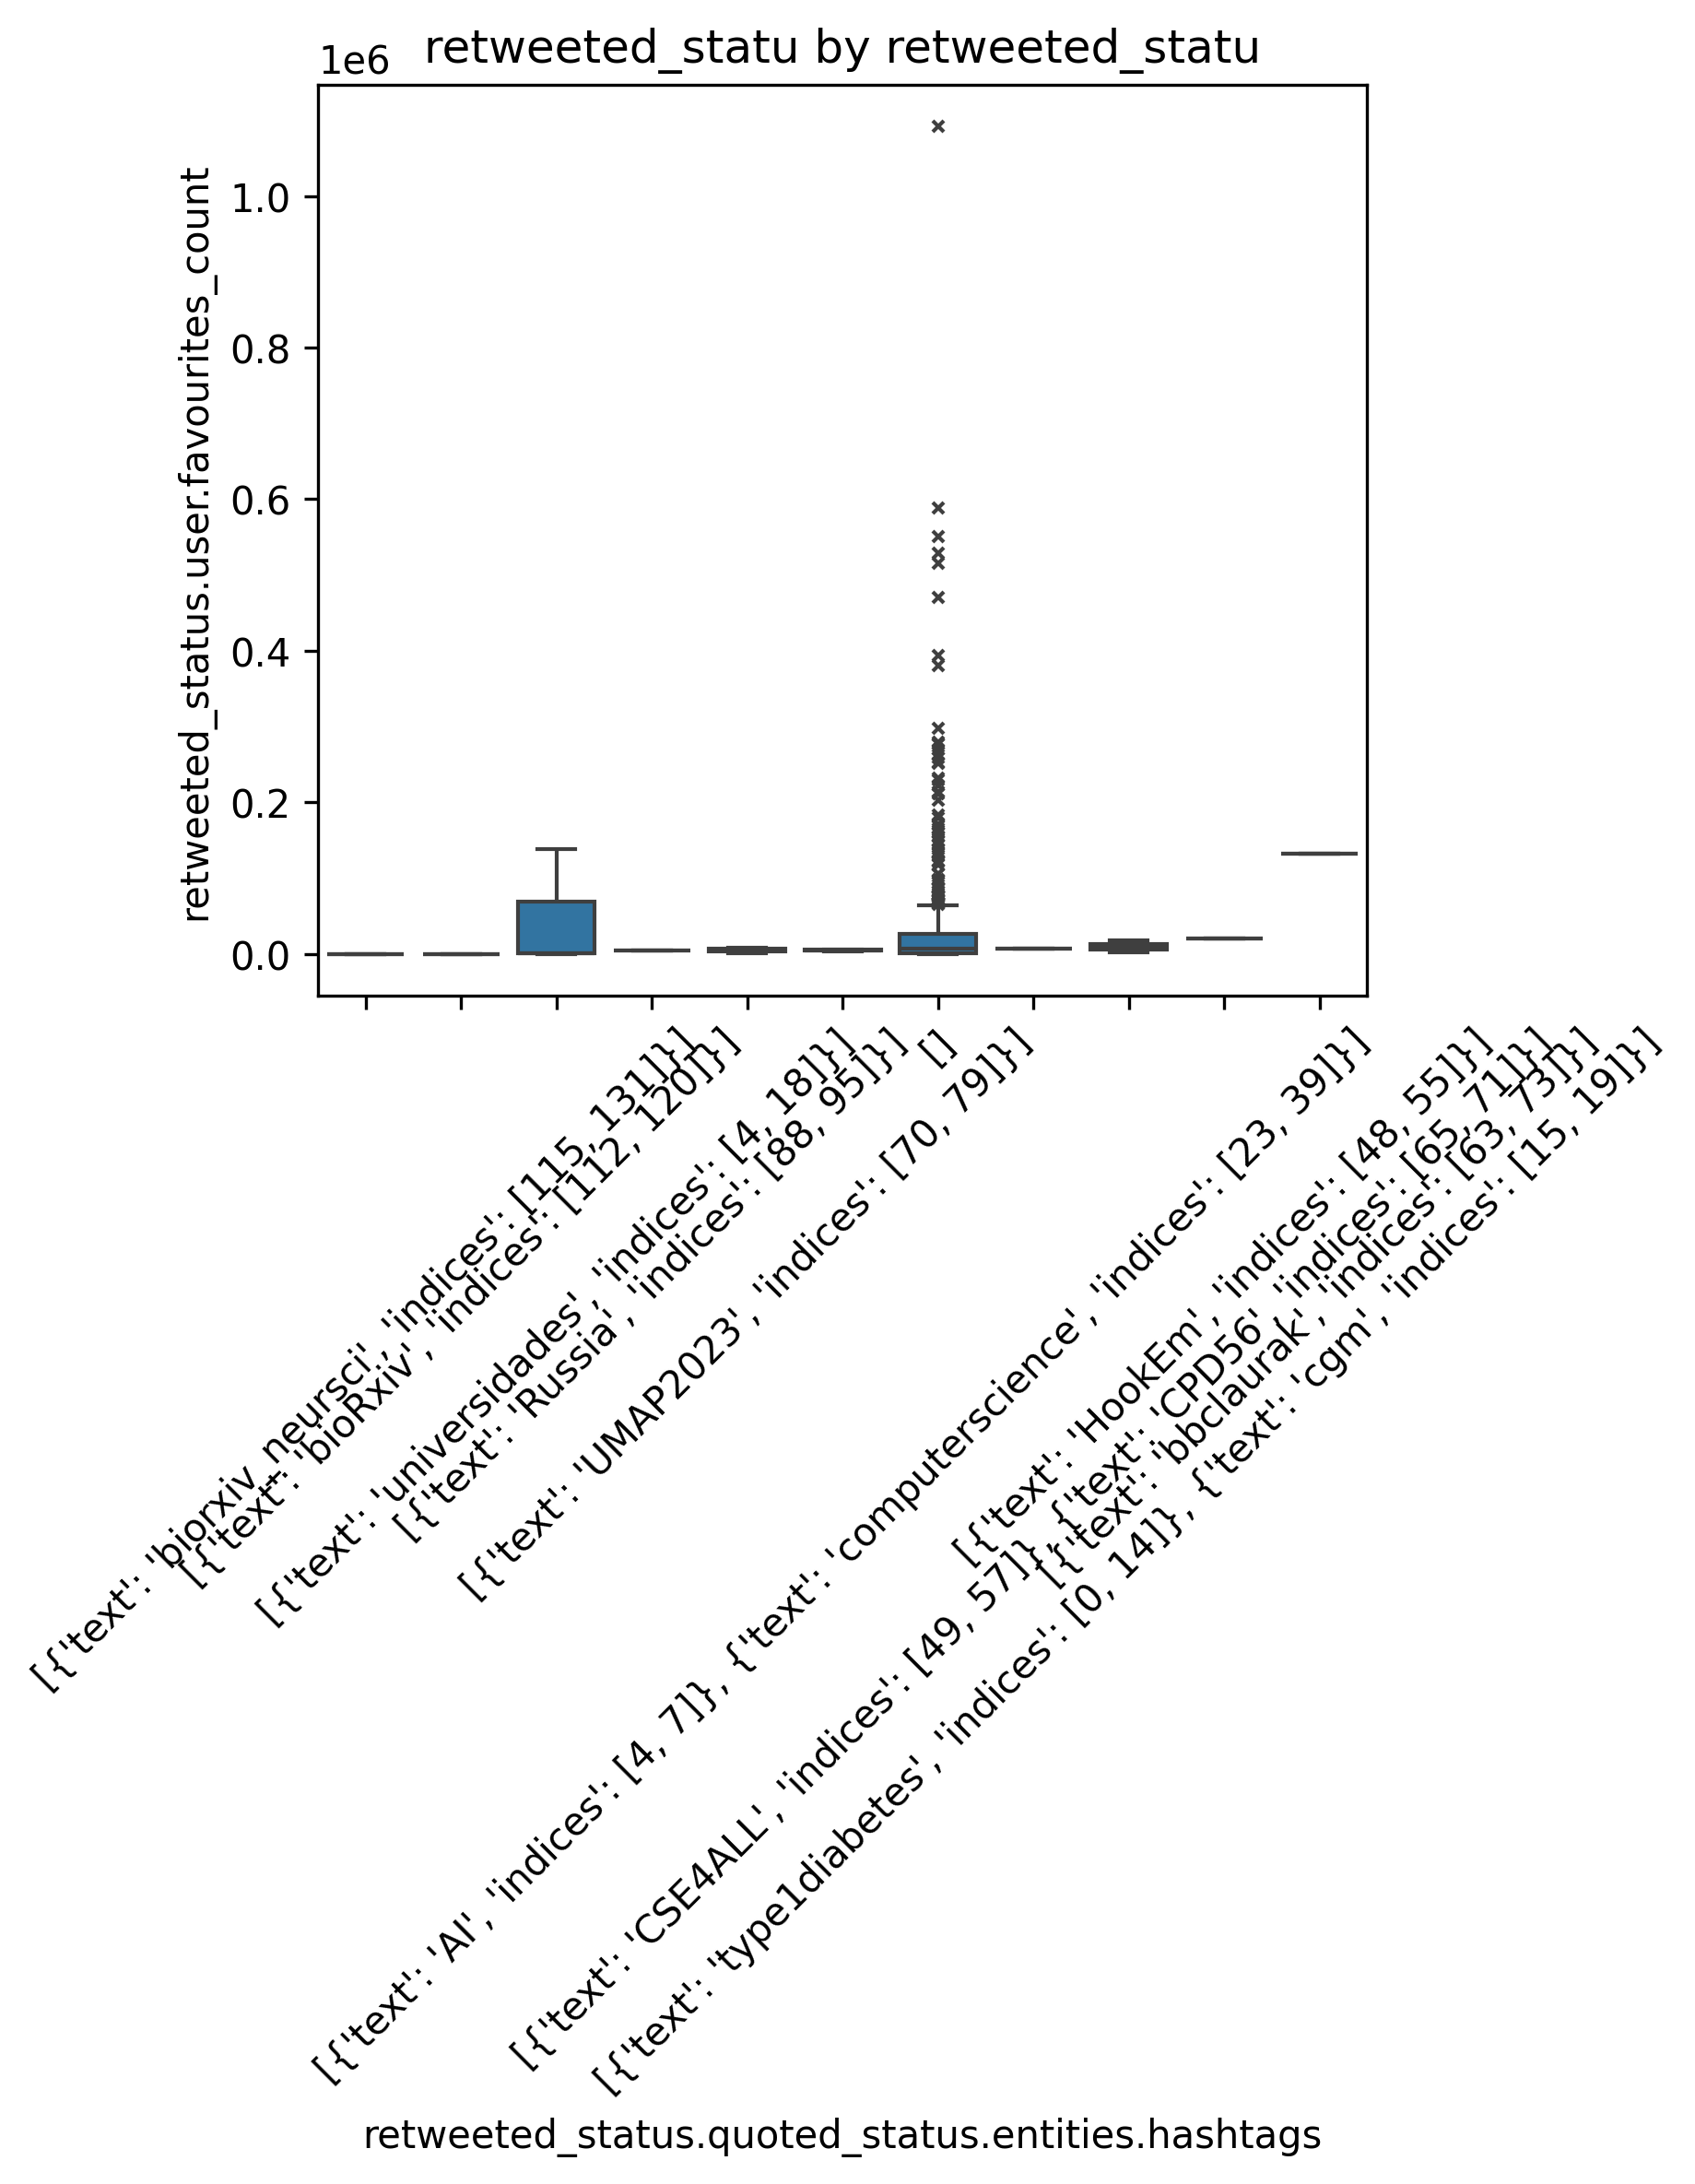 retweeted_statu by retweeted_statu
1e6
1.0
0.8
0.6
0.4
0.2
0.0
retweeted_status.user.favourites_count
[{'text': 'biorxiv_neursci', 'indices': [115, 131]}]
[{'text': 'bioRxiv', 'indices': [112, 120]}]
[{'text': 'universidades', 'indices': [4, 18]}]
[{'text': 'Russia', 'indices': [88, 95]}]
[{'text': 'UMAP2023', 'indices': [70, 79]}]
[{'text': 'AI', 'indices': [4, 7]}, {'text': 'computerscience', 'indices': [23, 39]}]
[]
[{'text': 'CSE4ALL', 'indices': [49, 57]}, {'text': 'CPD56', 'indices': [65, 71]}]
[{'text': 'type1diabetes', 'indices': [0, 14]}, {'text': 'cgm', 'indices': [15, 19]}]
[{'text': 'HookEm', 'indices': [48, 55]}]
[{'text': 'bbclaurak', 'indices': [63, 73]}]
retweeted_status.quoted_status.entities.hashtags